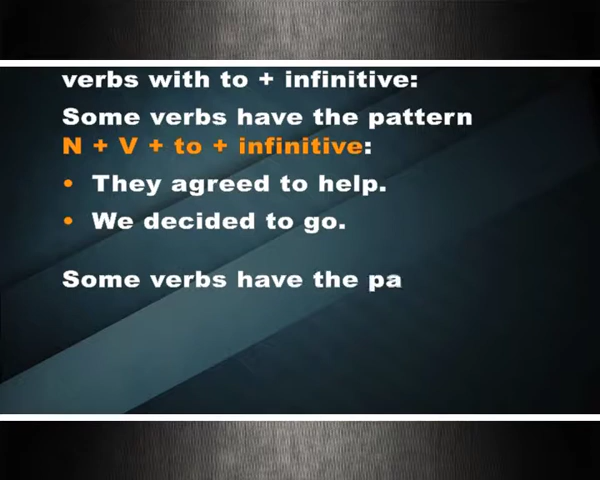 verbs with to + infinitive:
Some verbs have the pattern
N + V + to + infinitive:
• They agreed to help.
• We decided to go.
Some verbs have the pa